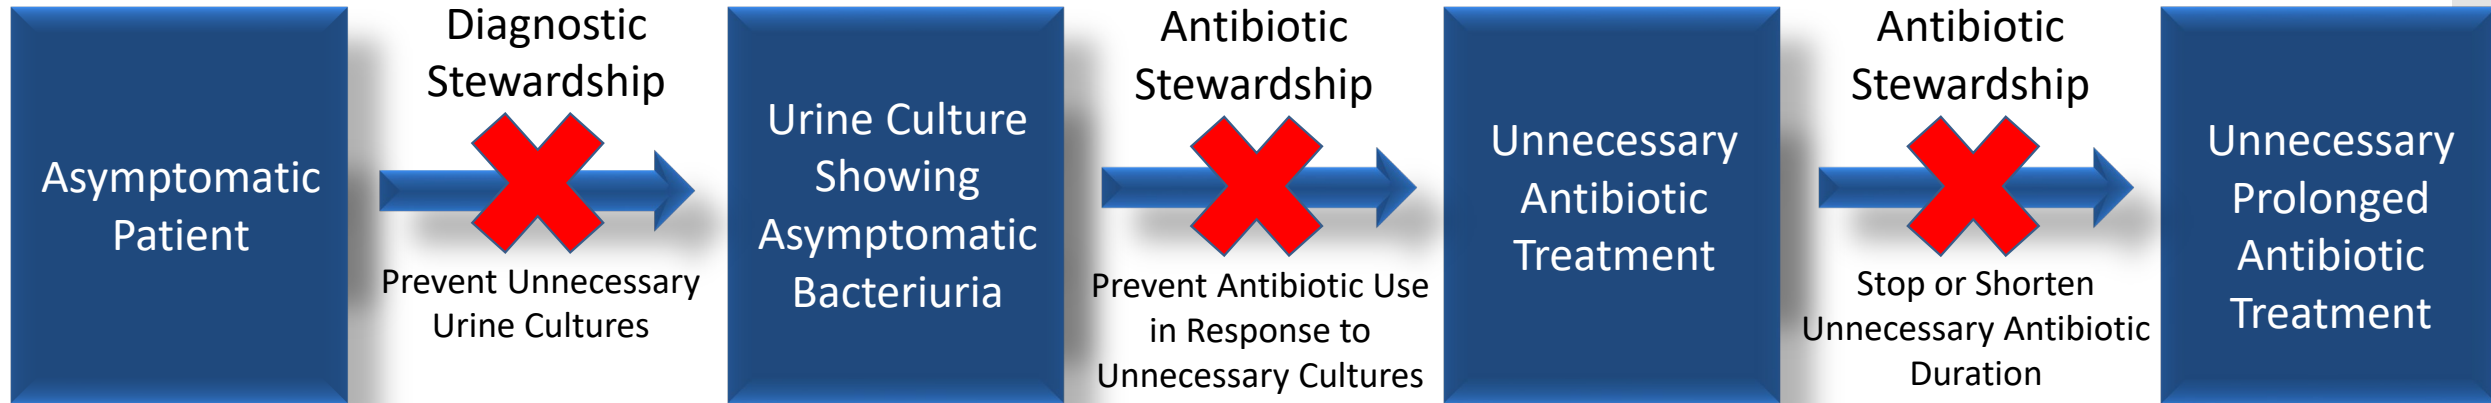 Asymptomatic
Patient
Diagnostic
Stewardship
Prevent Unnecessary
Urine Cultures
Urine Culture
Showing
Asymptomatic
Bacteriuria
Antibiotic
Stewardship
Prevent Antibiotic Use
in Response to
Unnecessary Cultures
Unnecessary
Antibiotic
Treatment
Antibiotic
Stewardship
Stop or Shorten
Unnecessary Antibiotic
Duration
Unnecessary
Prolonged
Antibiotic
Treatment